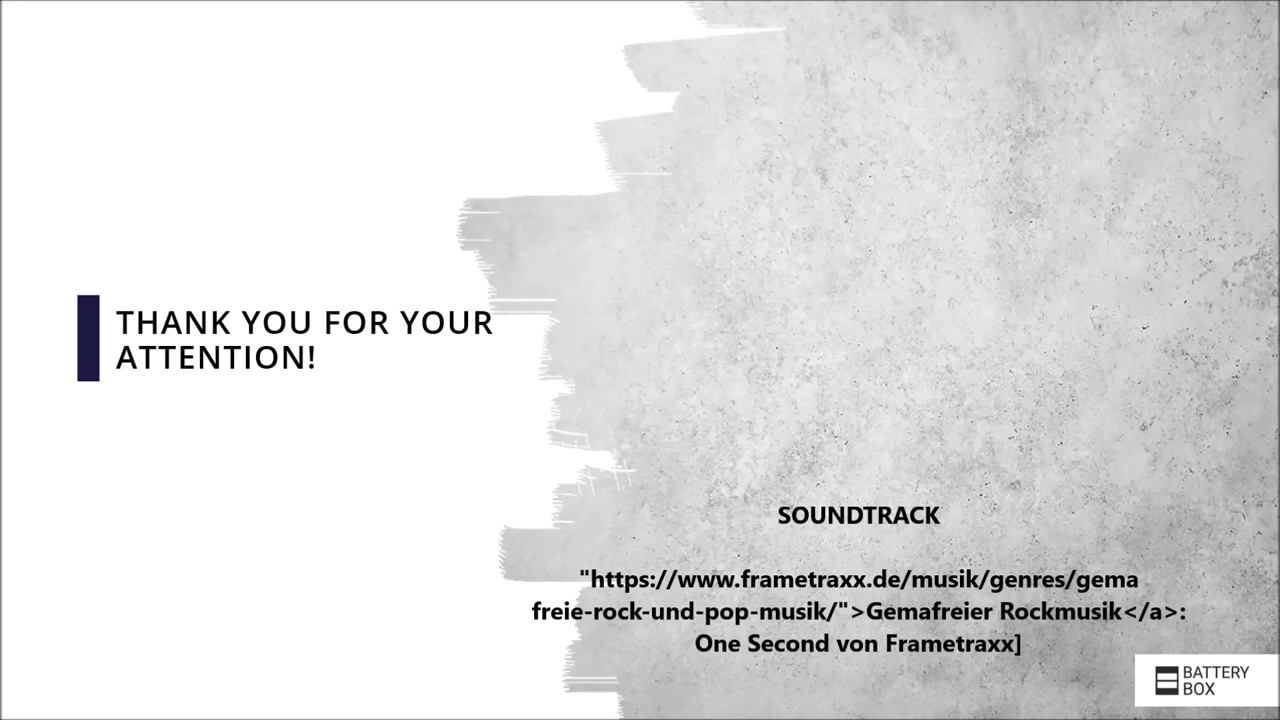 THANK YOU FOR YOUR
ATTENTION!
SOUNDTRACK
"https://www.frametraxx.de/musik/genres/gema
freie-rock-und-pop-musik/">Gemafreier Rockmusik</a>:
One Second von Frametraxx]
BATTERY
BOX